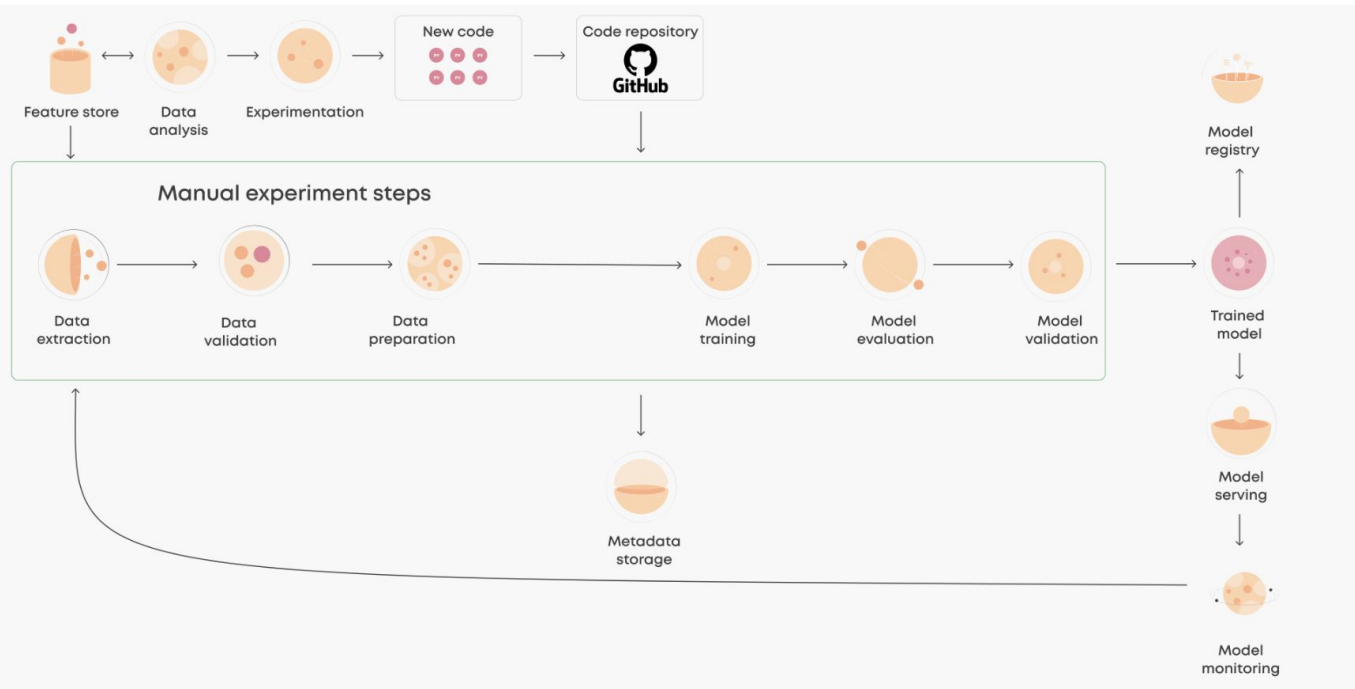 New code
Code repository
GitHub
Feature store
Data
analysis
Experimentation
Model
registry
Manual experiment steps
Data
extraction
Data
validation
Data
preparation
Model
training
Model
evaluation
Model
validation
Trained
model
Model
serving
Metadata
storage
Model
monitoring